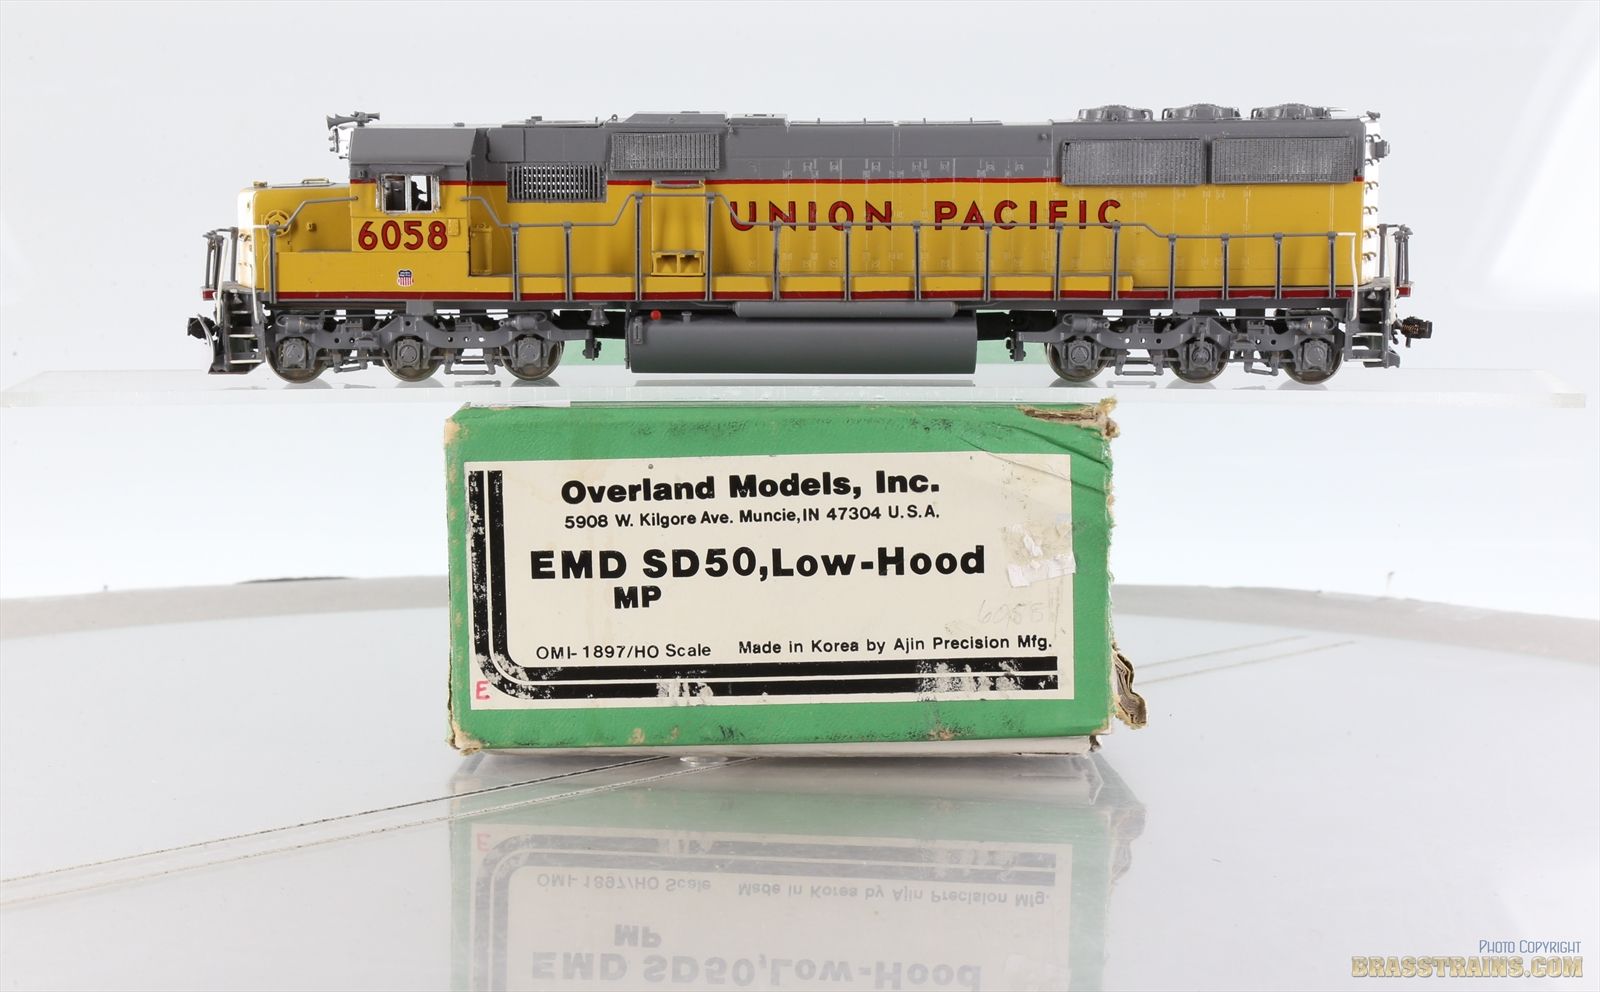 UNION PACIFIC
6058
Overland Models, Inc.
5908 W. Kilgore Ave. Muncie, IN 47304 U.S.A.
EMD SD50, Low-Hood
MP
6058
OMI-1897/HO Scale Made in Korea by Ajin Precision Mfg.
E
PHOTO COPYRIGHT
BRASSTRAINS.COM